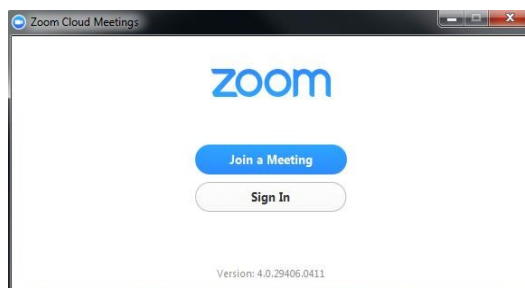 Zoom Cloud Meetings
zoom
Join a Meeting
Sign In
Version: 4.0.29406.0411